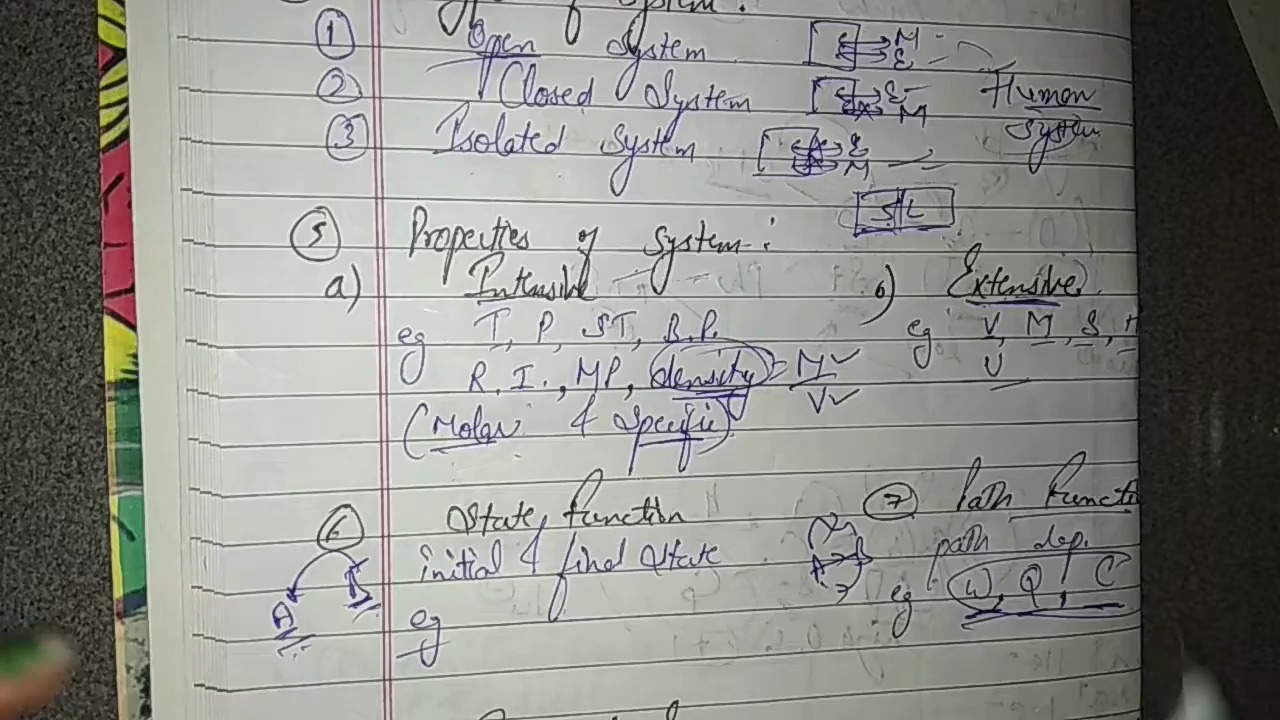 of System :
① Open System M
E
② Closed System E
M Human System
③ Isolated System E
M
S L
⑤ Properties of System :
a) Intensive b) Extensive
eg T, P, ST, B.P. eg V, M, S, H
R.I., MP, density = M U
V
(Molar & Specific)
⑥ State function ⑦ Path Functi
initial & final State path dep.
A B
eg eg W, Q, C